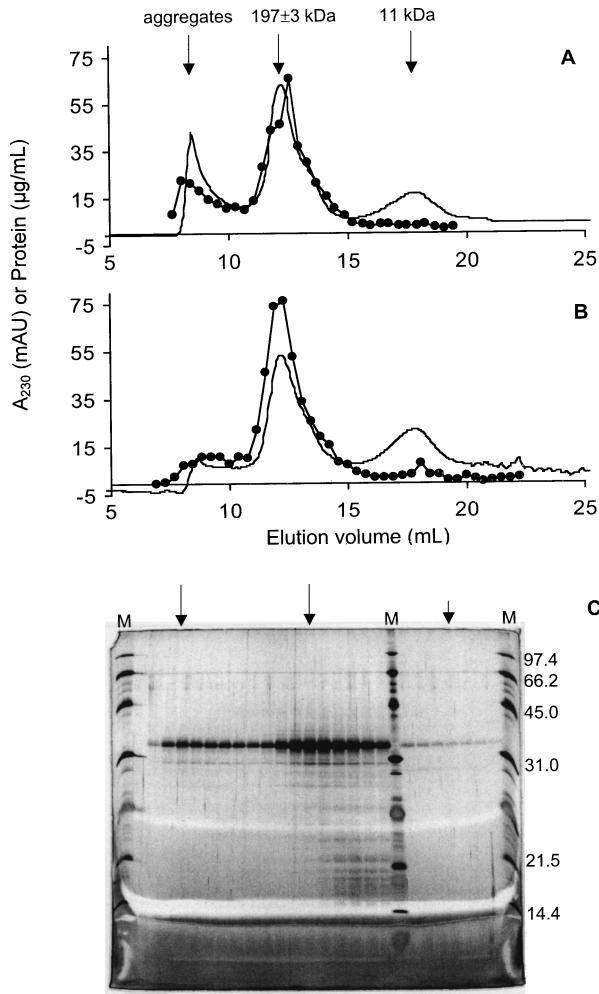 aggregates 197±3 kDa 11 kDa
A
75
55
35
15
-5
5 10 15 20 25
B
75
55
35
15
-5
5 10 15 20 25
A230 (mAU) or Protein (µg/mL)
Elution volume (mL)
C
M M M
97.4
66.2
45.0
31.0
21.5
14.4